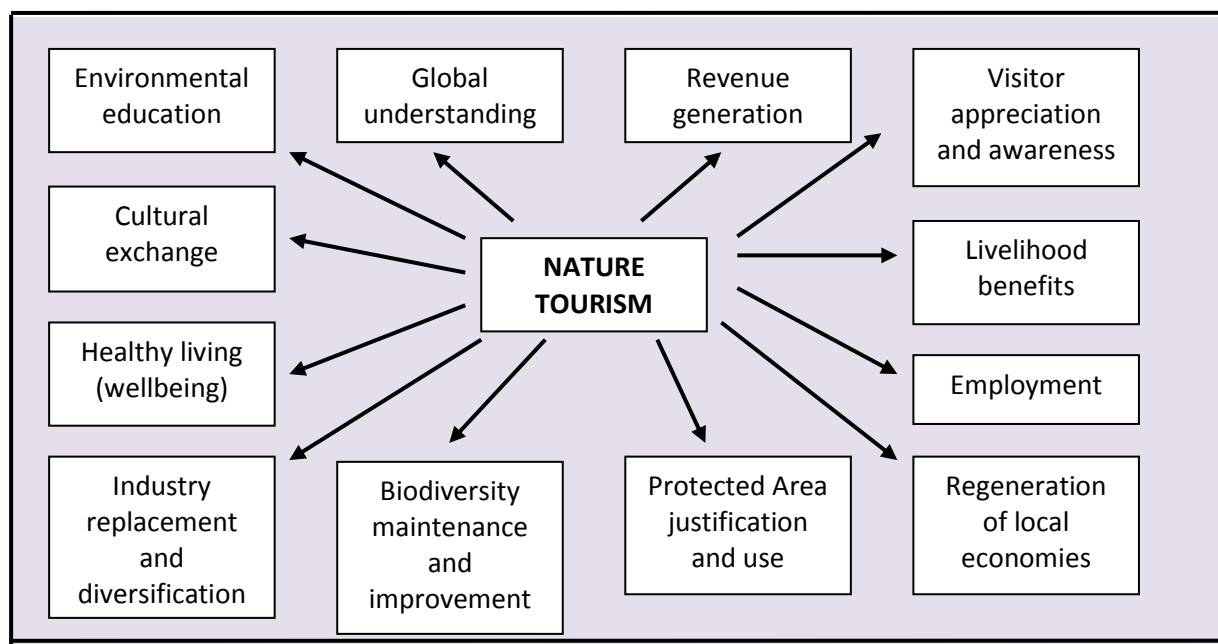 Environmental
education
Global
understanding
Revenue
generation
Visitor
appreciation
and awareness
Cultural
exchange
NATURE
TOURISM
Livelihood
benefits
Healthy living
(wellbeing)
Employment
Industry
replacement
and
diversification
Biodiversity
maintenance
and
improvement
Protected Area
justification
and use
Regeneration
of local
economies